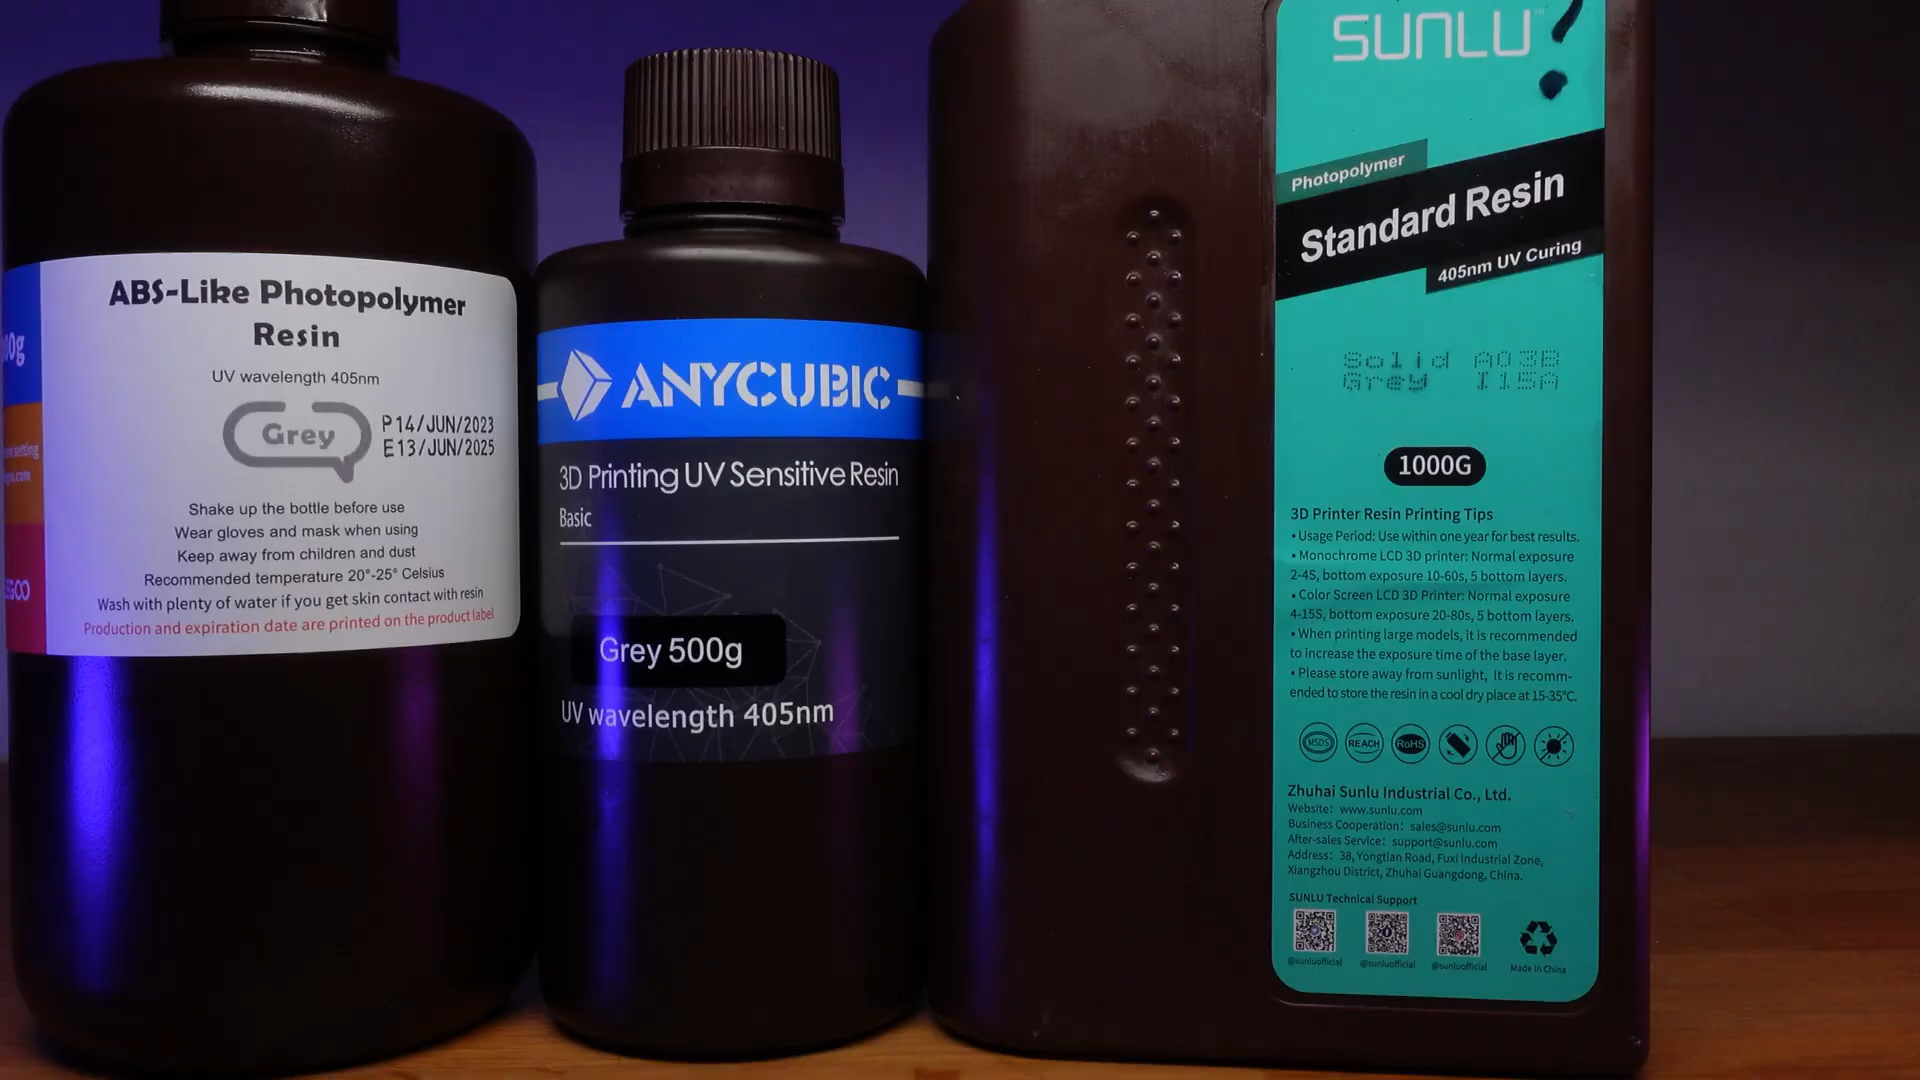 ABS-Like Photopolymer
Resin
UV wavelength 405nm
Grey
P14/JUN/2023
E13/JUN/2025
Shake up the bottle before use
Wear gloves and mask when using
Keep away from children and dust
Recommended temperature 20°-25° Celsius
Wash with plenty of water if you get skin contact with resin
Production and expiration date are printed on the product label
ANYCUBIC
3D Printing UV Sensitive Resin
Basic
Grey 500g
UV wavelength 405nm
SUNLU™
Photopolymer
Standard Resin
405nm UV Curing
Solid A03B
Grey I15A
1000G
3D Printer Resin Printing Tips
• Usage Period: Use within one year for best results.
• Monochrome LCD 3D printer: Normal exposure
2-4S, bottom exposure 10-60s, 5 bottom layers.
• Color Screen LCD 3D Printer: Normal exposure
4-15S, bottom exposure 20-80s, 5 bottom layers.
• When printing large models, it is recommended
to increase the exposure time of the base layer.
• Please store away from sunlight, It is recomm-
ended to store the resin in a cool dry place at 15-35°C.
MSDS REACH RoHS
Zhuhai Sunlu Industrial Co., Ltd.
Website: www.sunlu.com
Business Cooperation: sales@sunlu.com
After-sales Service: support@sunlu.com
Address: 38, Yongtian Road, Fuxi Industrial Zone,
Xiangzhou District, Zhuhai Guangdong, China.
SUNLU Technical Support
@sunluofficial @sunluofficial @sunluofficial Made In China